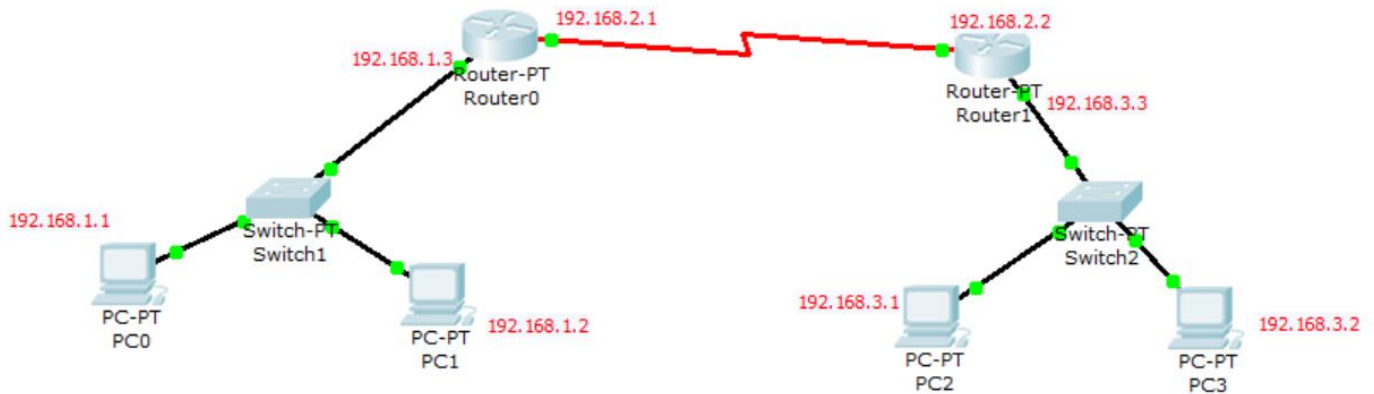 192.168.2.1
192.168.2.2
192.168.1.3
Router-PT
Router0
Router-PT
Router1
192.168.3.3
192.168.1.1
Switch-PT
Switch1
Switch-PT
Switch2
PC-PT
PC0
PC-PT
PC1
192.168.1.2
192.168.3.1
PC-PT
PC2
192.168.3.2
PC-PT
PC3